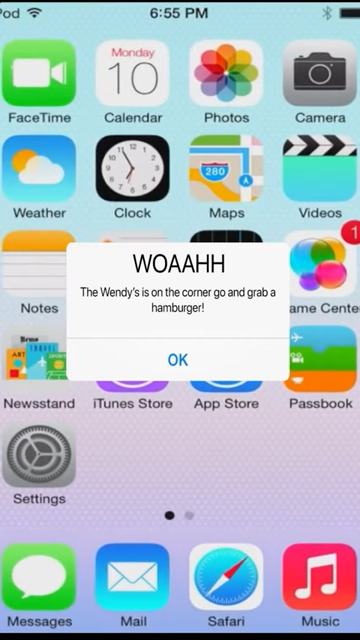 Pod 6:55 PM
Monday
10
FaceTime Calendar Photos Camera
280
Weather Clock Maps Videos
1
WOAAHH
The Wendy's is on the corner go and grab a
hamburger!
Notes ame Center
OK
ART TRAVEL
Newsstand iTunes Store App Store Passbook
Settings
Messages Mail Safari Music